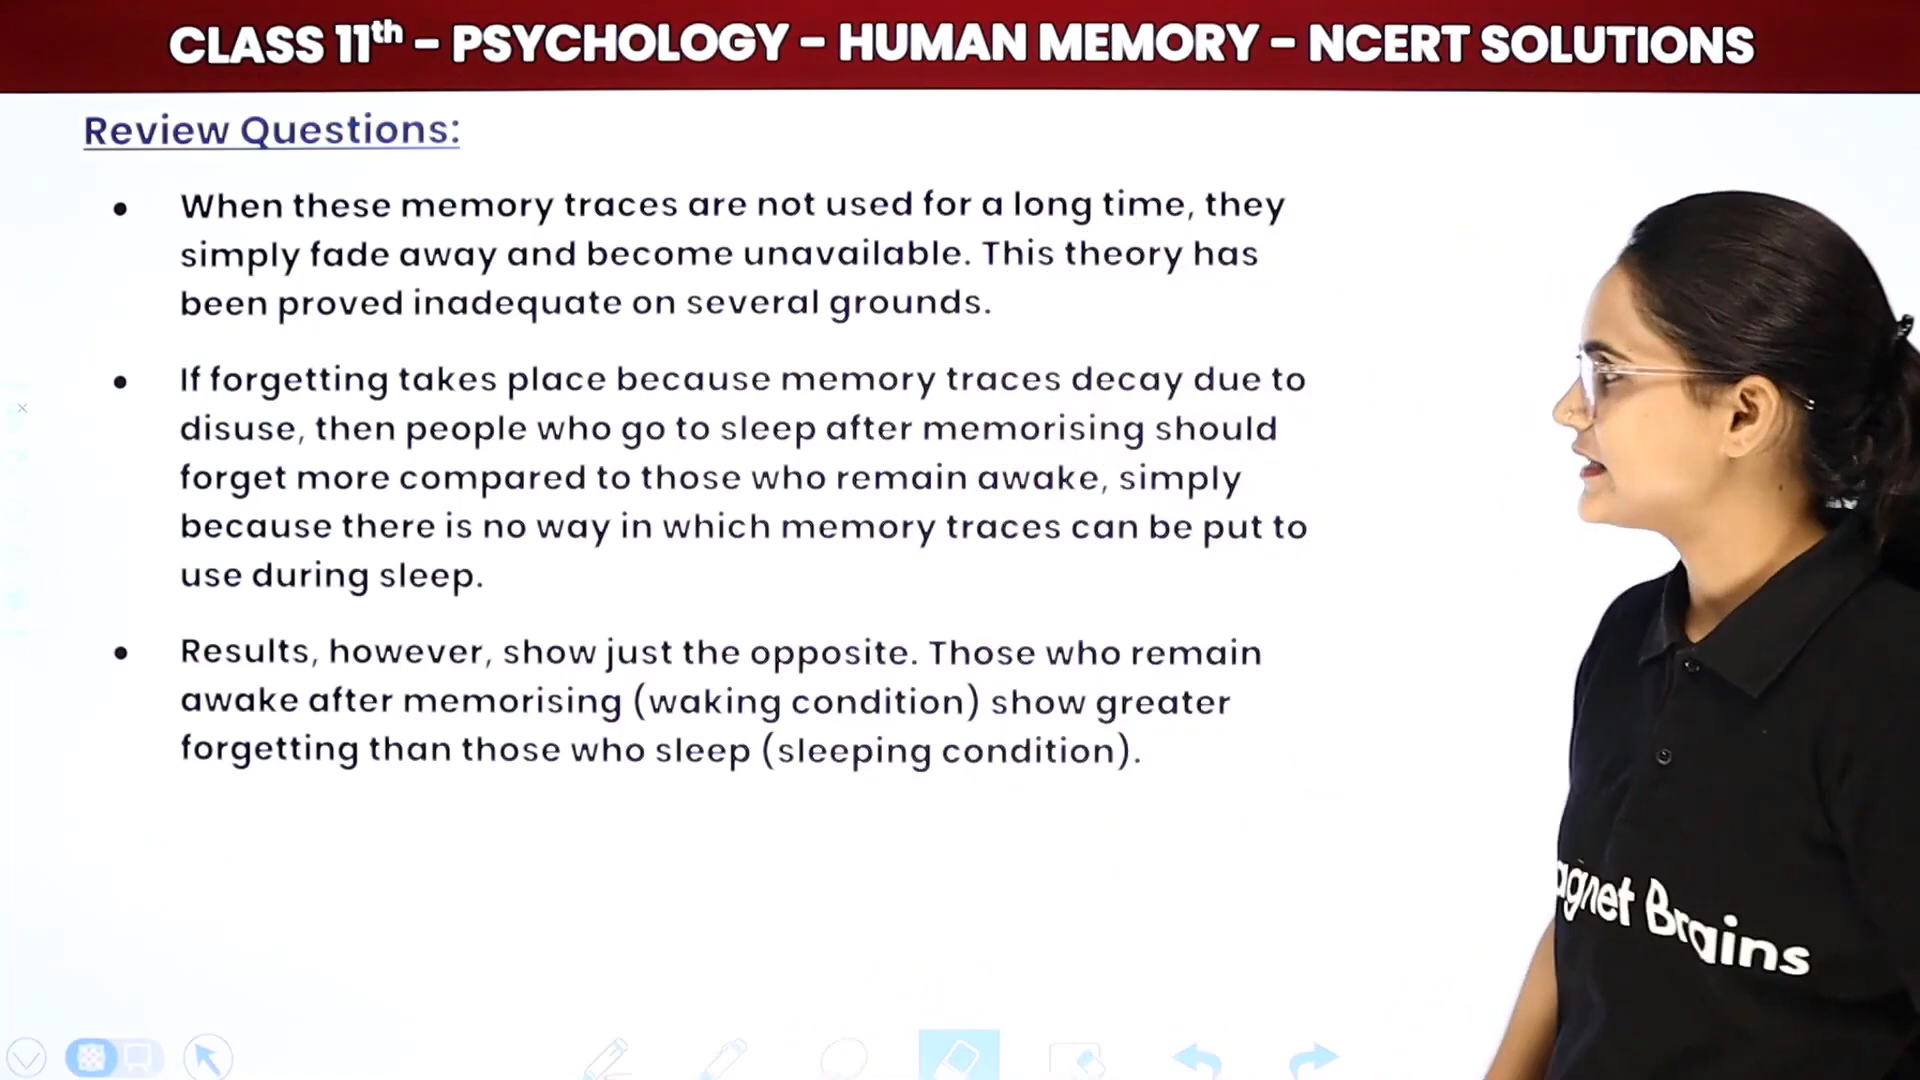 CLASS 11th - PSYCHOLOGY - HUMAN MEMORY - NCERT SOLUTIONS
Review Questions:
• When these memory traces are not used for a long time, they
simply fade away and become unavailable. This theory has
been proved inadequate on several grounds.
• If forgetting takes place because memory traces decay due to
disuse, then people who go to sleep after memorising should
forget more compared to those who remain awake, simply
because there is no way in which memory traces can be put to
use during sleep.
• Results, however, show just the opposite. Those who remain
awake after memorising (waking condition) show greater
forgetting than those who sleep (sleeping condition).
agnet Brains